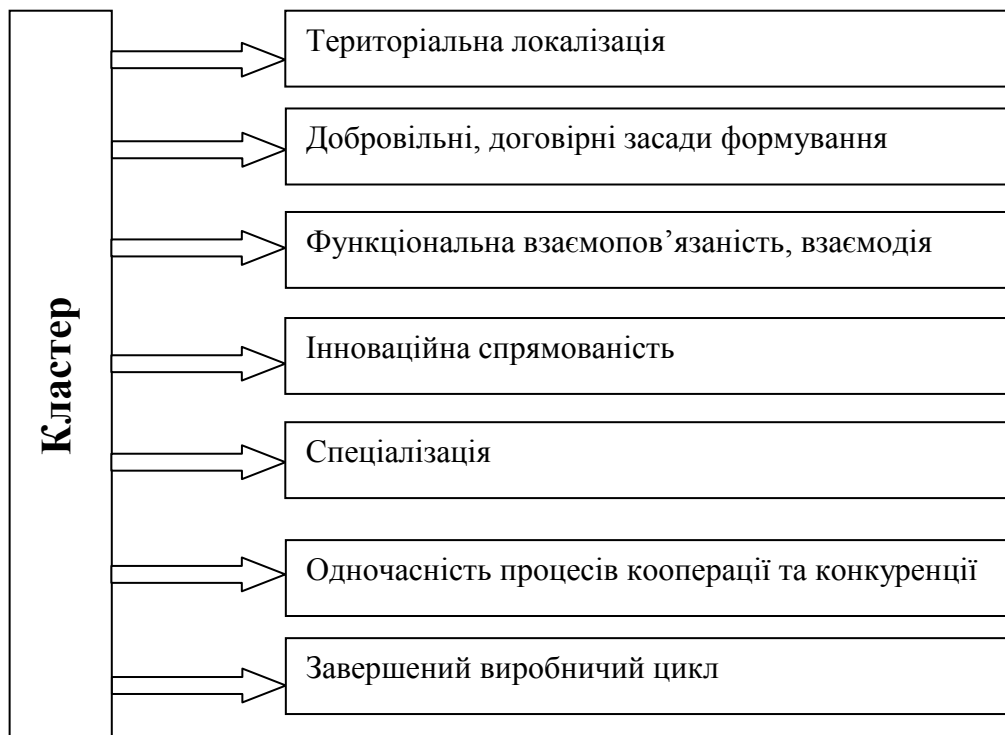 Кластер
Територіальна локалізація
Добровільні, договірні засади формування
Функціональна взаємопов’язаність, взаємодія
Інноваційна спрямованість
Спеціалізація
Одночасність процесів кооперації та конкуренції
Завершений виробничий цикл